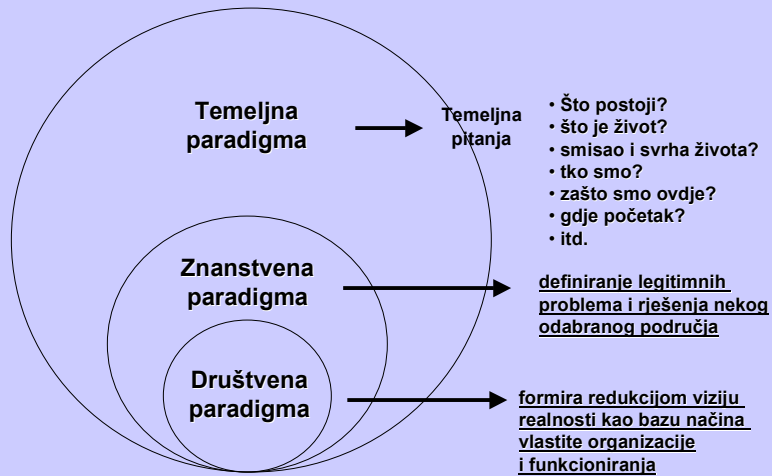 Temeljna
paradigma
Temeljna
pitanja
• Što postoji?
• što je život?
• smisao i svrha života?
• tko smo?
• zašto smo ovdje?
• gdje početak?
• itd.
Znanstvena
paradigma
definiranje legitimnih
problema i rješenja nekog
odabranog područja
Društvena
paradigma
formira redukcijom viziju
realnosti kao bazu načina
vlastite organizacije
i funkcioniranja